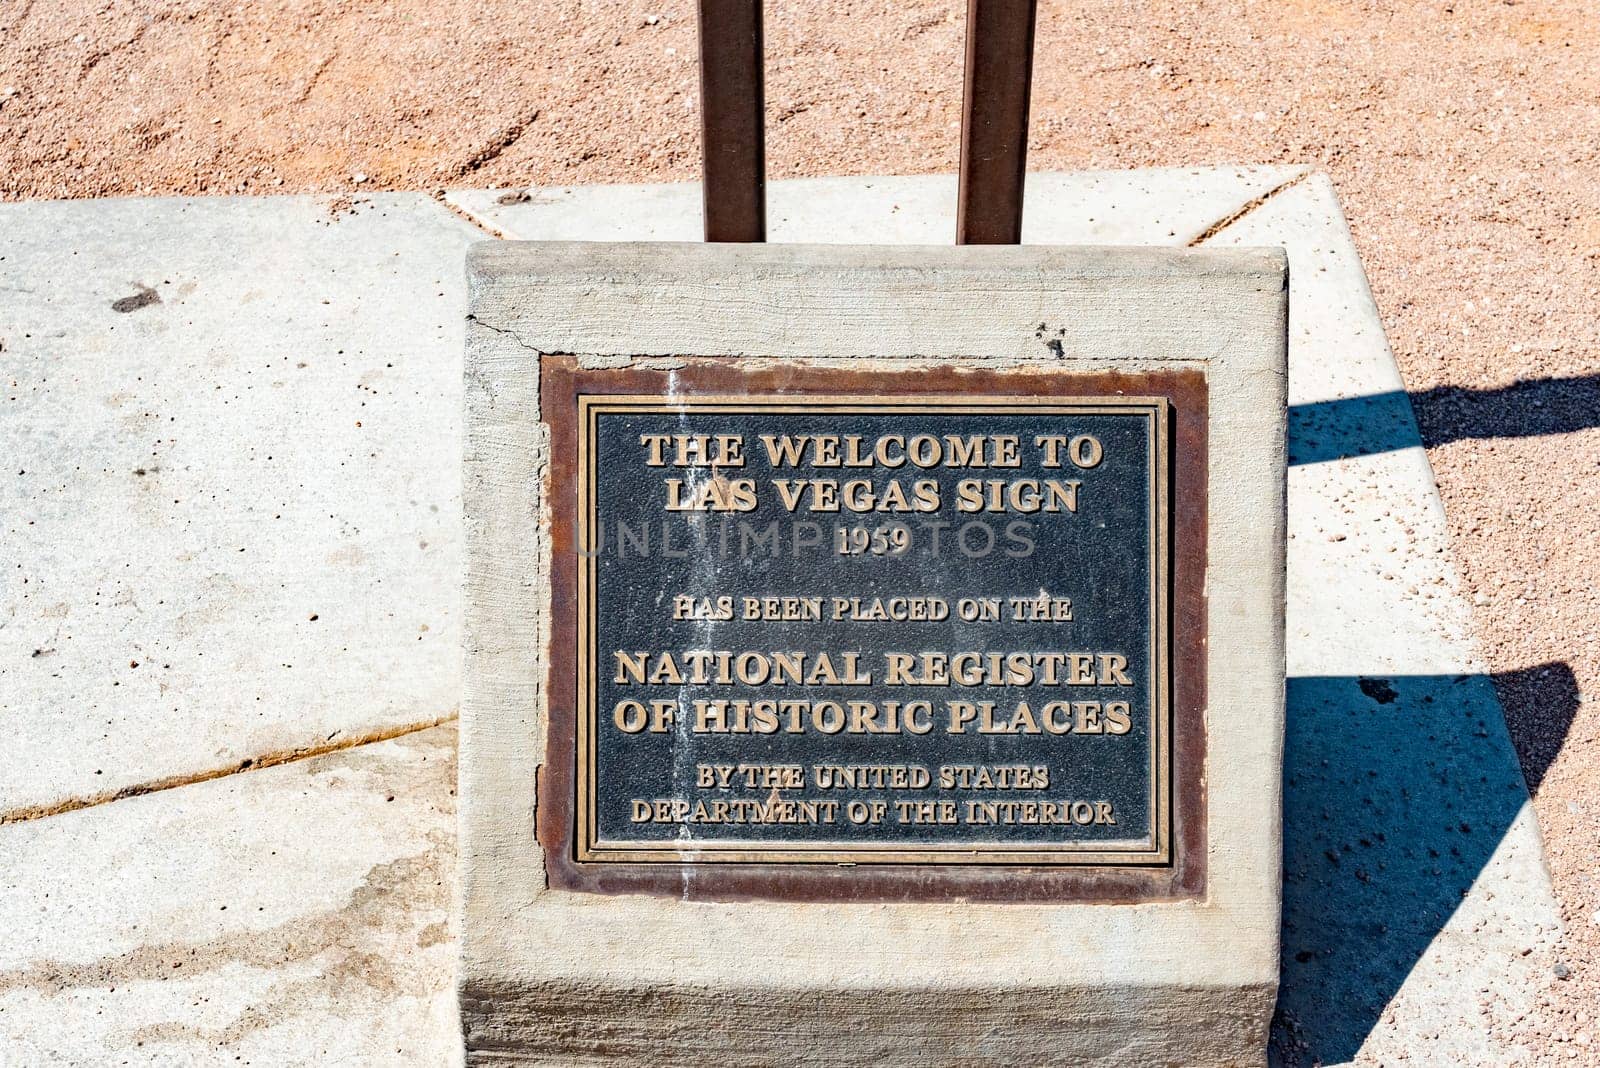 THE WELCOME TO
LAS VEGAS SIGN
1959
UNLIMPHOTOS
HAS BEEN PLACED ON THE
NATIONAL REGISTER
OF HISTORIC PLACES
BY THE UNITED STATES
DEPARTMENT OF THE INTERIOR